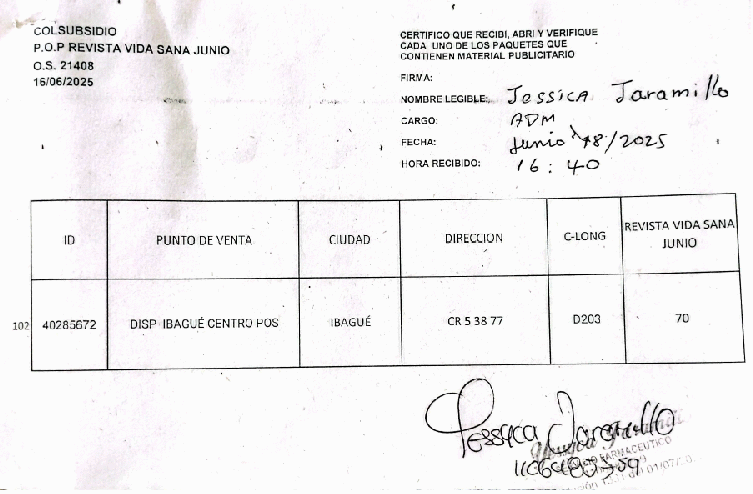 COLSUBSIDIO
P.O.P REVISTA VIDA SANA JUNIO
O.S. 21408
16/06/2025
CERTIFICO QUE RECIBI, ABRI Y VERIFIQUE
CADA UNO DE LOS PAQUETES QUE
CONTIENEN MATERIAL PUBLICITARIO
FIRMA:
NOMBRE LEGIBLE: Jessica Jaramillo
CARGO: ADM
FECHA: Junio 18/2025
HORA RECIBIDO: 16:40
ID PUNTO DE VENTA CIUDAD DIRECCION C-LONG REVISTA VIDA SANA JUNIO
102 40285672 DISP IBAGUÉ CENTRO POS IBAGUÉ CR 5 38 77 D203 70
Jessica Jaramillo
FARMACEUTICO